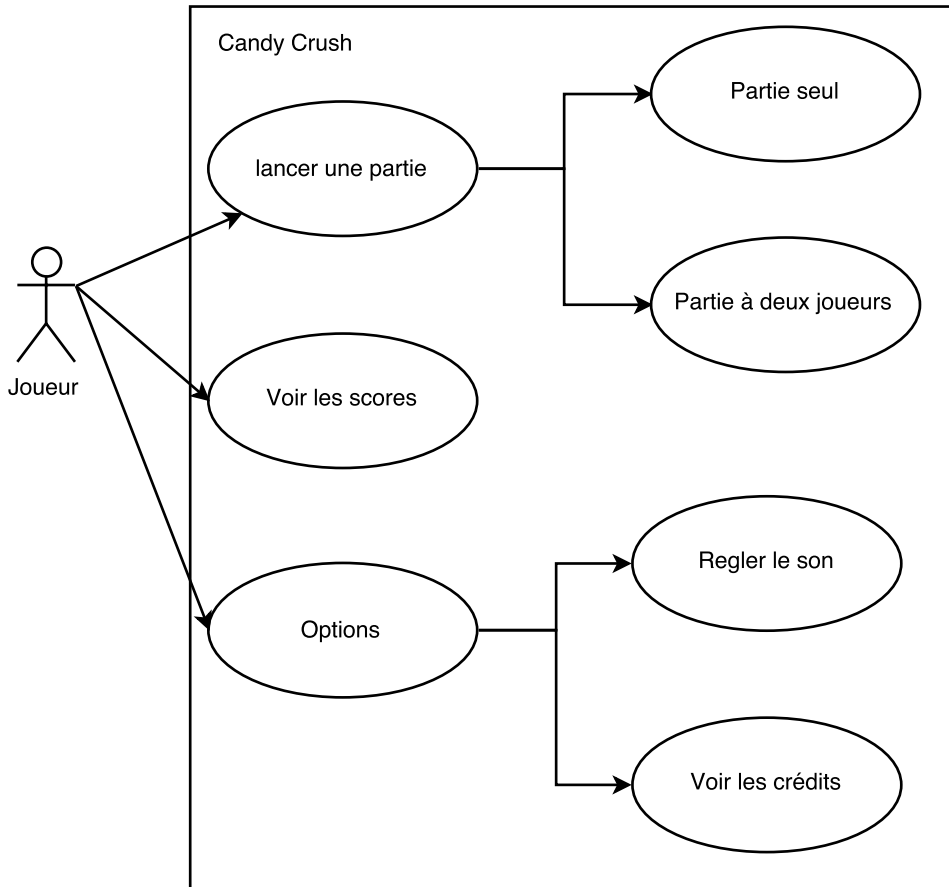 Candy Crush
Partie seul
lancer une partie
Partie à deux joueurs
Joueur
Voir les scores
Regler le son
Options
Voir les crédits